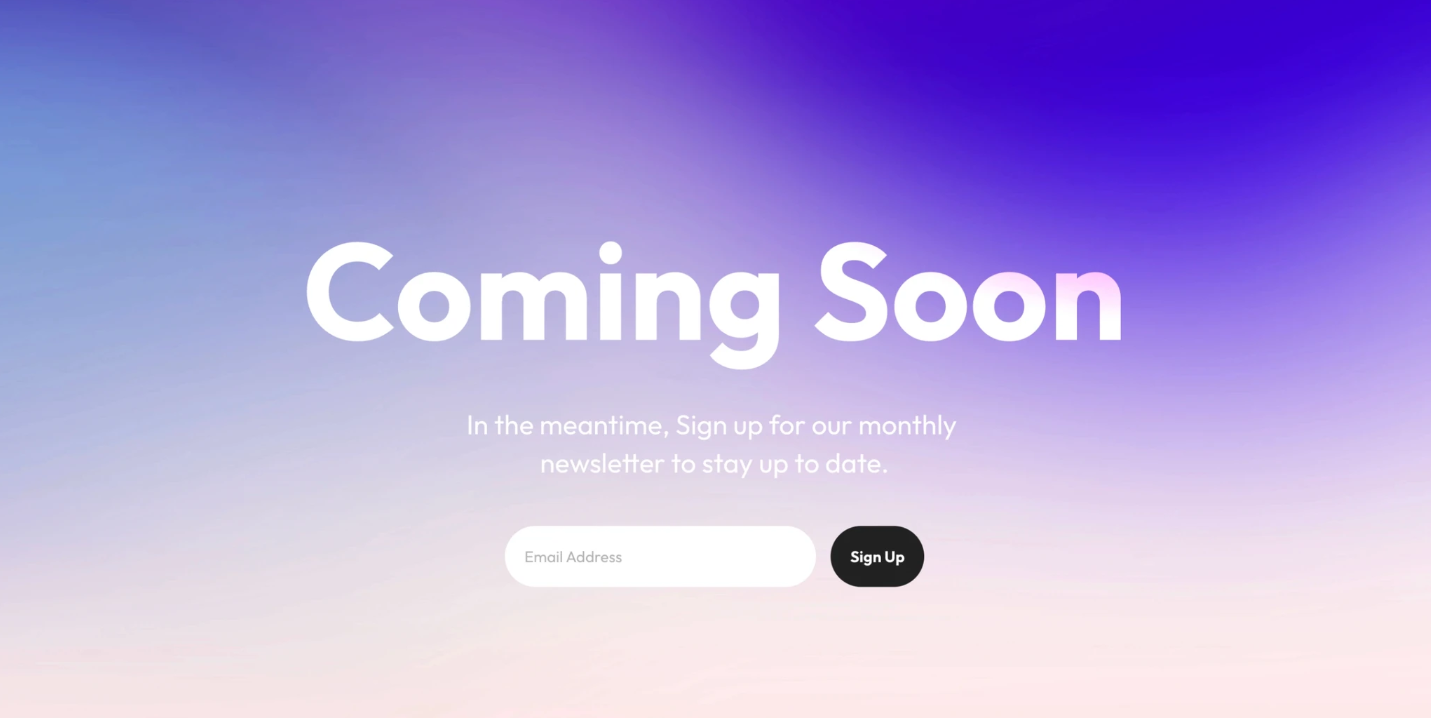 Coming Soon
In the meantime, Sign up for our monthly
newsletter to stay up to date.
Email Address
Sign Up